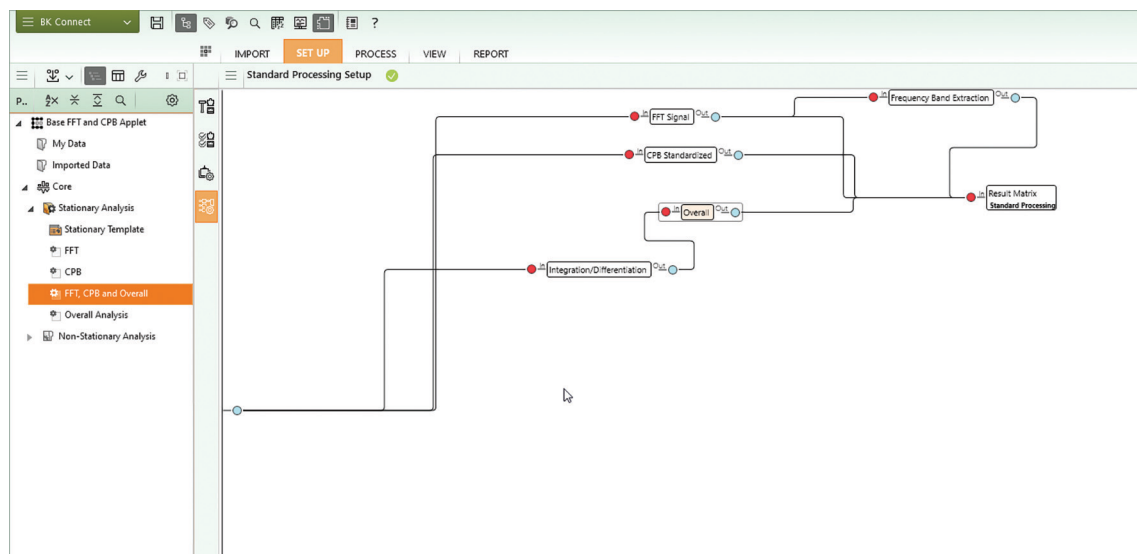 BK Connect
?
IMPORT
SET UP
PROCESS
VIEW
REPORT
Standard Processing Setup
P..
Base FFT and CPB Applet
My Data
Imported Data
Core
Stationary Analysis
Stationary Template
FFT
CPB
FFT, CPB and Overall
Overall Analysis
Non-Stationary Analysis
In Frequency Band Extraction Out
In FFT Signal Out
In CPB Standardized Out
In Result Matrix
Standard Processing
In Overall Out
In Integration/Differentiation Out